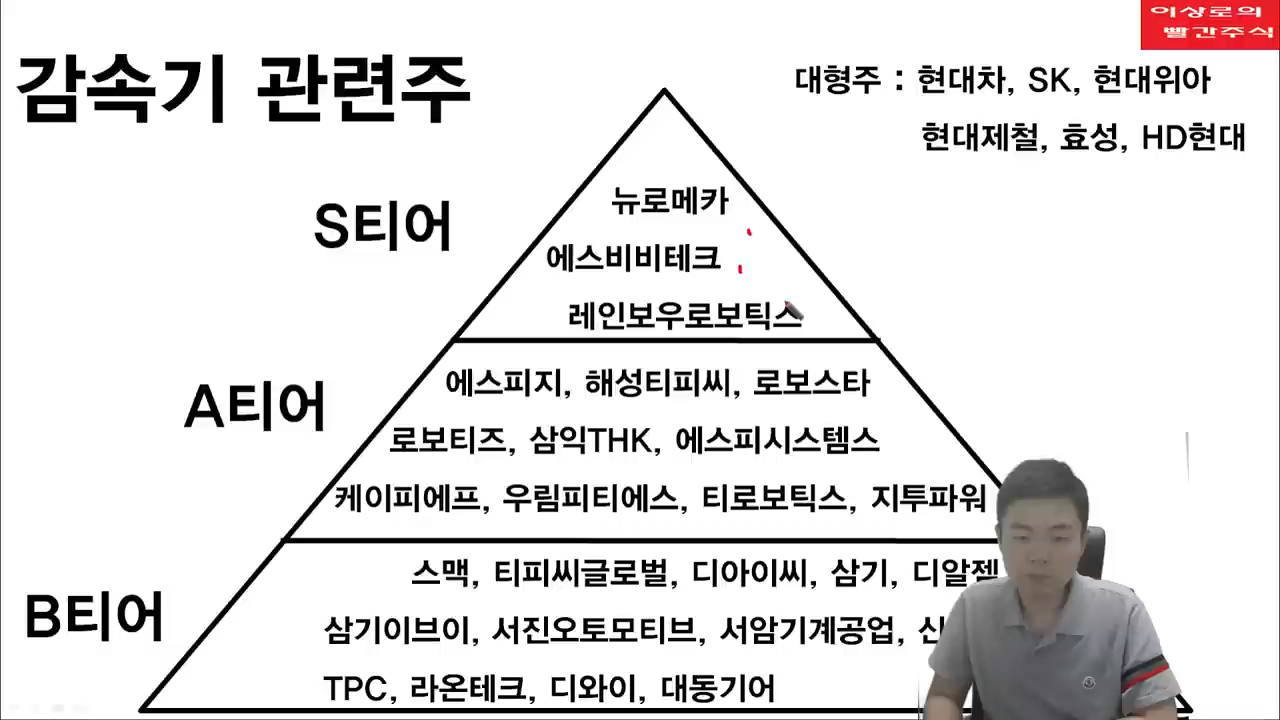 이상로의
빨간주식
감속기 관련주
대형주 : 현대차, SK, 현대위아
현대제철, 효성, HD현대
S티어
뉴로메카
에스비비테크
레인보우로보틱스
A티어
에스피지, 해성티피씨, 로보스타
로보티즈, 삼익THK, 에스피시스템스
케이피에프, 우림피티에스, 티로보틱스, 지투파워
B티어
스맥, 티피씨글로벌, 디아이씨, 삼기, 디알젬
삼기이브이, 서진오토모티브, 서암기계공업,
TPC, 라온테크, 디와이, 대동기어